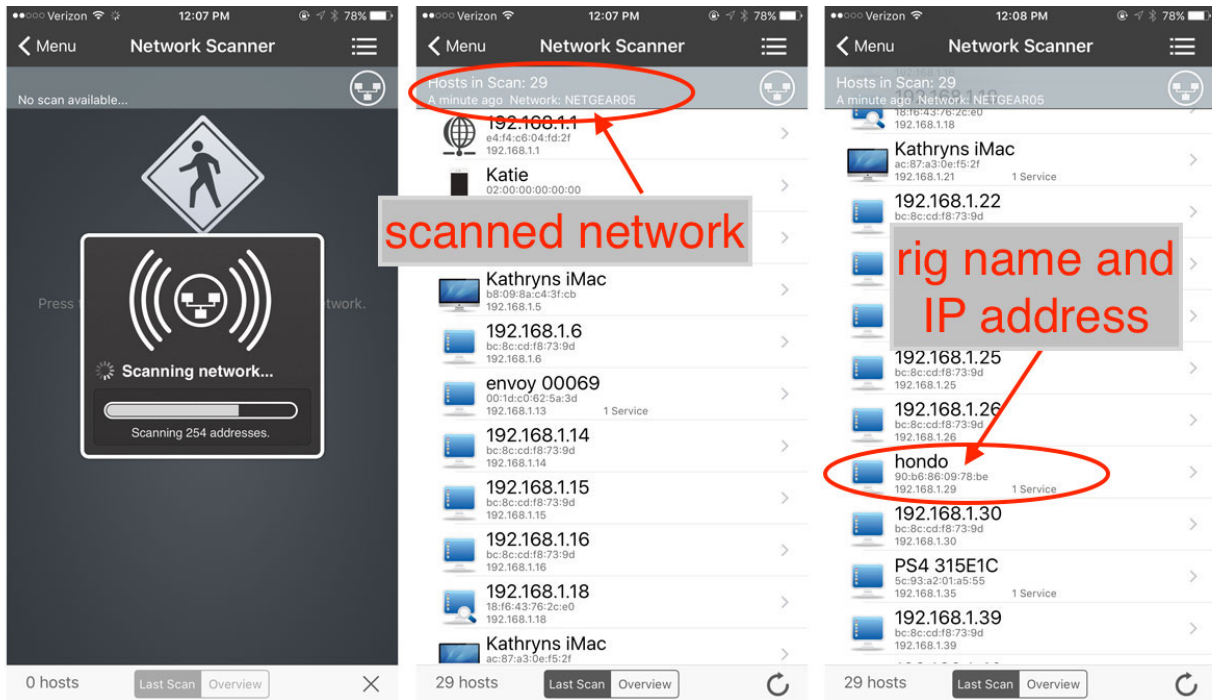 Verizon 12:07 PM 78%
Menu Network Scanner
No scan available...
Press
twork.
Scanning network...
Scanning 254 addresses.
0 hosts Last Scan Overview
Verizon 12:07 PM 78%
Menu Network Scanner
Hosts in Scan: 29
A minute ago Network: NETGEAR05
192.168.1.1
e4:f4:c6:04:fd:2f
192.168.1.1
Katie
02:00:00:00:00:00
scanned network
Kathryns iMac
b8:09:8a:c4:3f:cb
192.168.1.5
192.168.1.6
bc:8c:cd:f8:73:9d
192.168.1.6
envoy 00069
00:1d:c0:62:5a:3d
192.168.1.13 1 Service
192.168.1.14
bc:8c:cd:f8:73:9d
192.168.1.14
192.168.1.15
bc:8c:cd:f8:73:9d
192.168.1.15
192.168.1.16
bc:8c:cd:f8:73:9d
192.168.1.16
192.168.1.18
18:f6:43:76:2c:e0
192.168.1.18
Kathryns iMac
ac:87:a3:0e:f5:2f
29 hosts Last Scan Overview
Verizon 12:08 PM 78%
Menu Network Scanner
Hosts in Scan: 29
A minute ago Network: NETGEAR05
18:f6:43:76:2c:e0
192.168.1.18
Kathryns iMac
ac:87:a3:0e:f5:2f
192.168.1.21 1 Service
192.168.1.22
bc:8c:cd:f8:73:9d
rig name and
IP address
192.168.1.25
bc:8c:cd:f8:73:9d
192.168.1.25
192.168.1.26
bc:8c:cd:f8:73:9d
192.168.1.26
hondo
90:b6:86:09:78:be
192.168.1.29 1 Service
192.168.1.30
bc:8c:cd:f8:73:9d
192.168.1.30
PS4 315E1C
5c:93:a2:01:a5:55
192.168.1.35 1 Service
192.168.1.39
bc:8c:cd:f8:73:9d
192.168.1.39
29 hosts Last Scan Overview